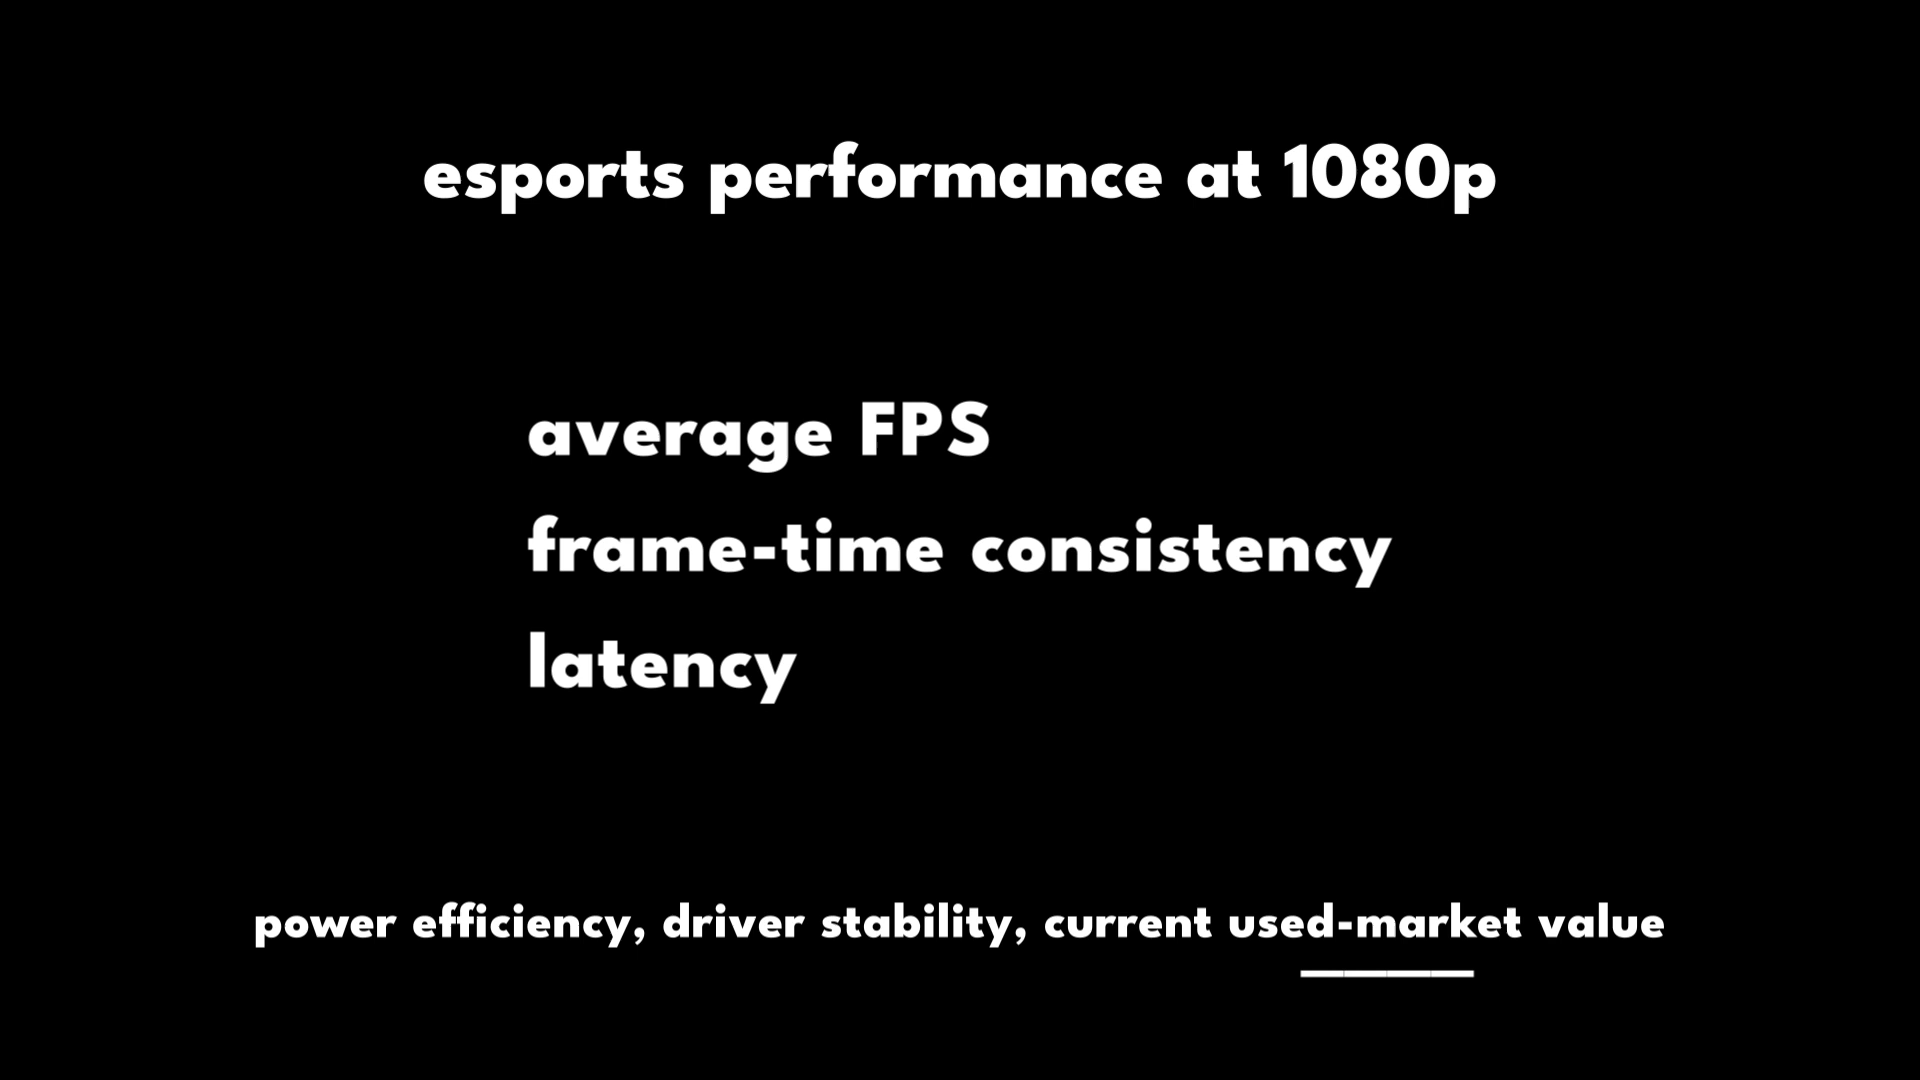 esports performance at 1080p
average FPS
frame-time consistency
latency
power efficiency, driver stability, current used-market value